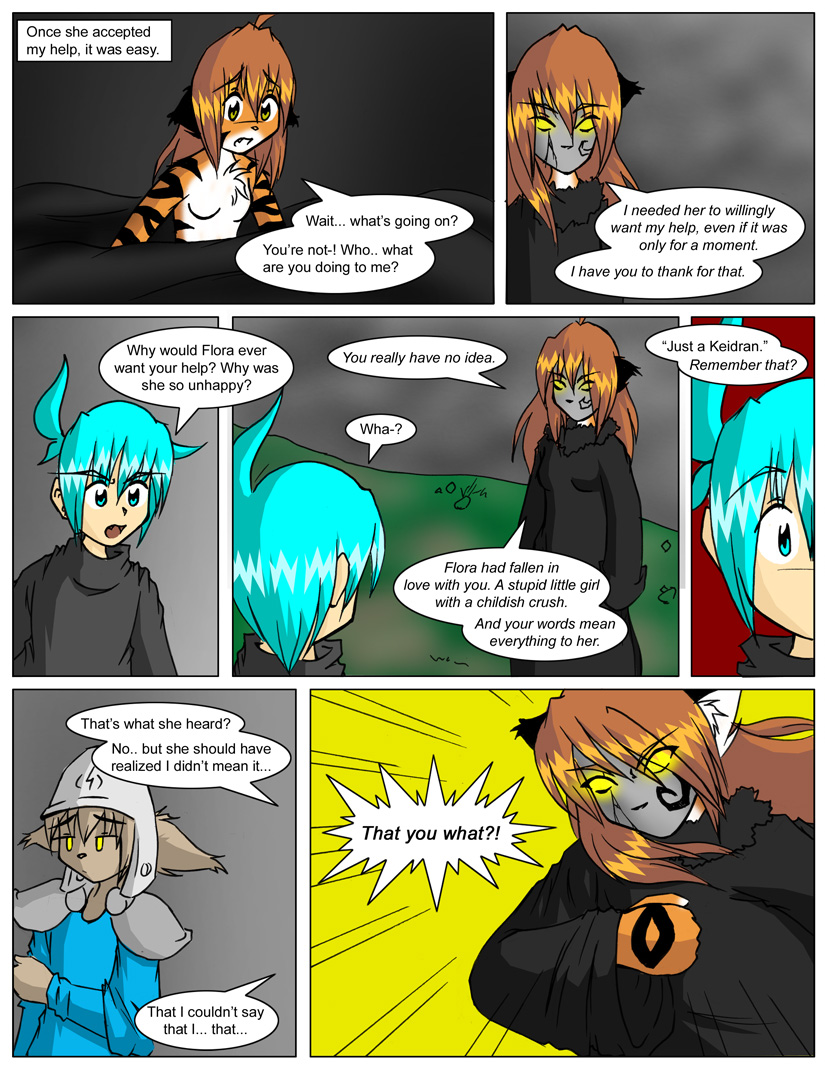 Once she accepted
my help, it was easy.
Wait... what's going on?
You're not-! Who.. what
are you doing to me?
I needed her to willingly
want my help, even if it was
only for a moment.
I have you to thank for that.
Why would Flora ever
want your help? Why was
she so unhappy?
You really have no idea.
Wha-?
Flora had fallen in
love with you. A stupid little girl
with a childish crush.
And your words mean
everything to her.
“Just a Keidran.”
Remember that?
That's what she heard?
No.. but she should have
realized I didn't mean it...
That I couldn't say
that I... that...
That you what?!